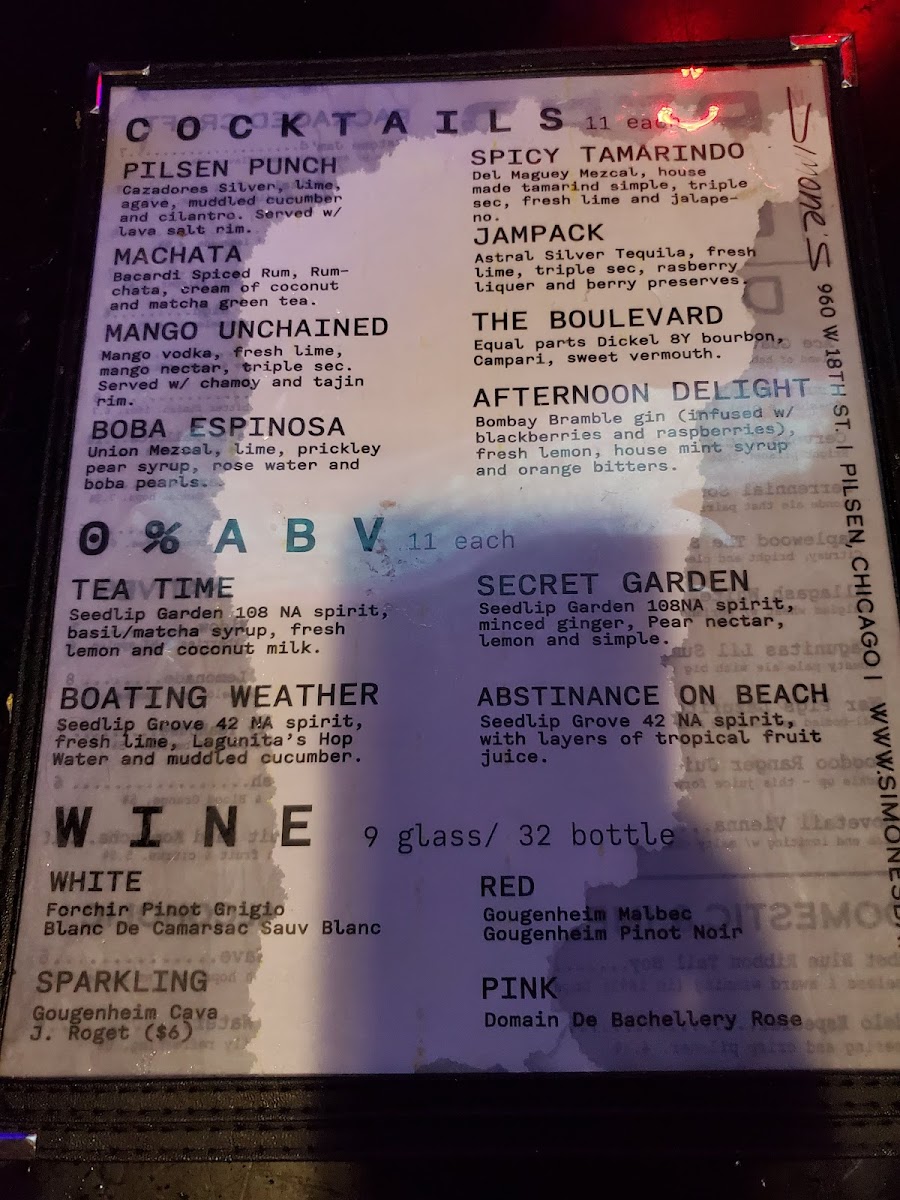 COCKTAILS 11 each
PILSEN PUNCH
Cazadores Silver, lime,
agave, muddled cucumber
and cilantro. Served w/
lava salt rim.
MACHATA
Bacardi Spiced Rum, Rum-
chata, cream of coconut
and matcha green tea.
MANGO UNCHAINED
Mango vodka, fresh lime,
mango nectar, triple sec.
Served w/ chamoy and tajin
rim.
BOBA ESPINOSA
Union Mezcal, lime, prickley
pear syrup, rose water and
boba pearls.
SPICY TAMARINDO
Del Maguey Mezcal, house
made tamarind simple, triple
sec, fresh lime and jalape-
no.
JAMPACK
Astral Silver Tequila, fresh
lime, triple sec, rasberry
liquer and berry preserves.
THE BOULEVARD
Equal parts Dickel 8Y bourbon,
Campari, sweet vermouth.
AFTERNOON DELIGHT
Bombay Bramble gin (infused w/
blackberries and raspberries),
fresh lemon, house mint syrup
and orange bitters.
0% ABV 11 each
TEA TIME
Seedlip Garden 108 NA spirit,
basil/matcha syrup, fresh
lemon and coconut milk.
BOATING WEATHER
Seedlip Grove 42 NA spirit,
fresh lime, Lagunita's Hop
Water and muddled cucumber.
SECRET GARDEN
Seedlip Garden 108NA spirit,
minced ginger, Pear nectar,
lemon and simple.
ABSTINANCE ON BEACH
Seedlip Grove 42 NA spirit,
with layers of tropical fruit
juice.
WINE 9 glass/ 32 bottle
WHITE
Forchir Pinot Grigio
Blanc De Camarsac Sauv Blanc
SPARKLING
Gougenheim Cava
J. Roget ($6)
RED
Gougenheim Malbec
Gougenheim Pinot Noir
PINK
Domain De Bachellery Rose
Simone's 960 W 18TH ST. | PILSEN, CHICAGO |